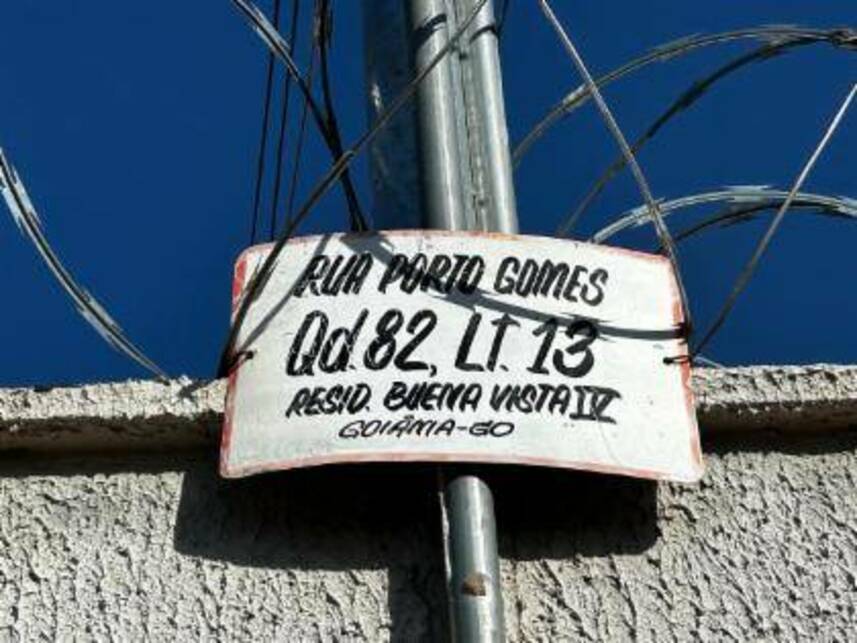 RUA PORTO GOMES
Qd. 82, Lt. 13
RESID. BUENA VISTA IV
GOIÂNIA-GO